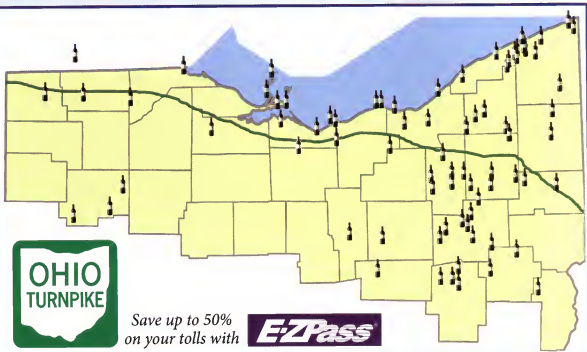 OHIO
TURNPIKE
Save up to 50%
on your tolls with
E-ZPass